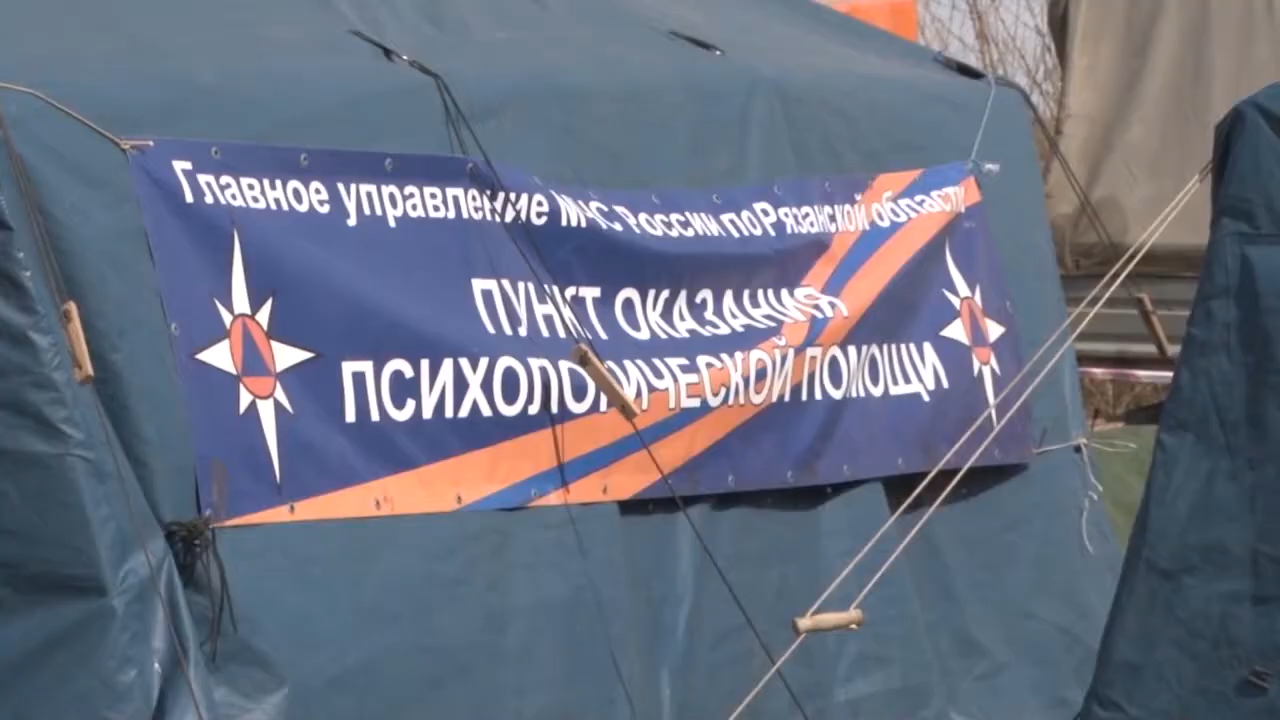 Главное управление МЧС России по Рязанской области
ПУНКТ ОКАЗАНИЯ
ПСИХОЛОГИЧЕСКОЙ ПОМОЩИ